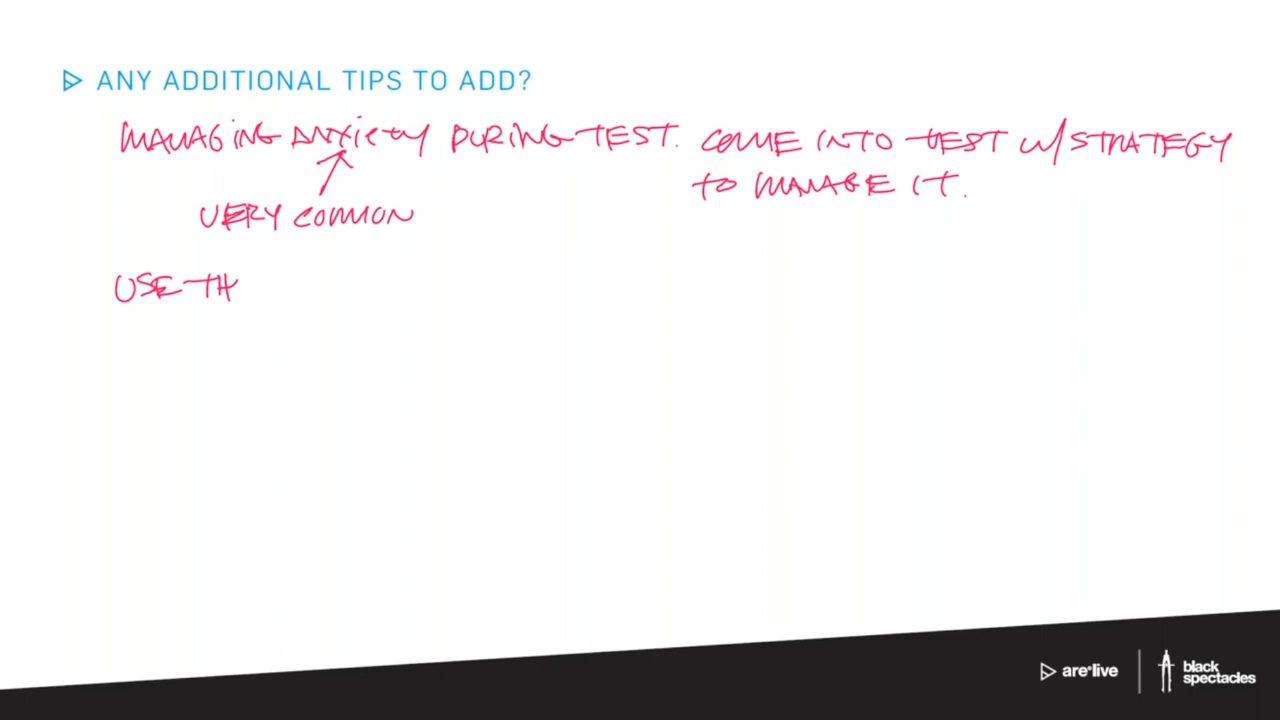 ANY ADDITIONAL TIPS TO ADD?
MANAGING ANXIETY DURING TEST. COME INTO TEST W/ STRATEGY
TO MANAGE IT.
VERY COMMON
USE TH
are*live
black
spectacles